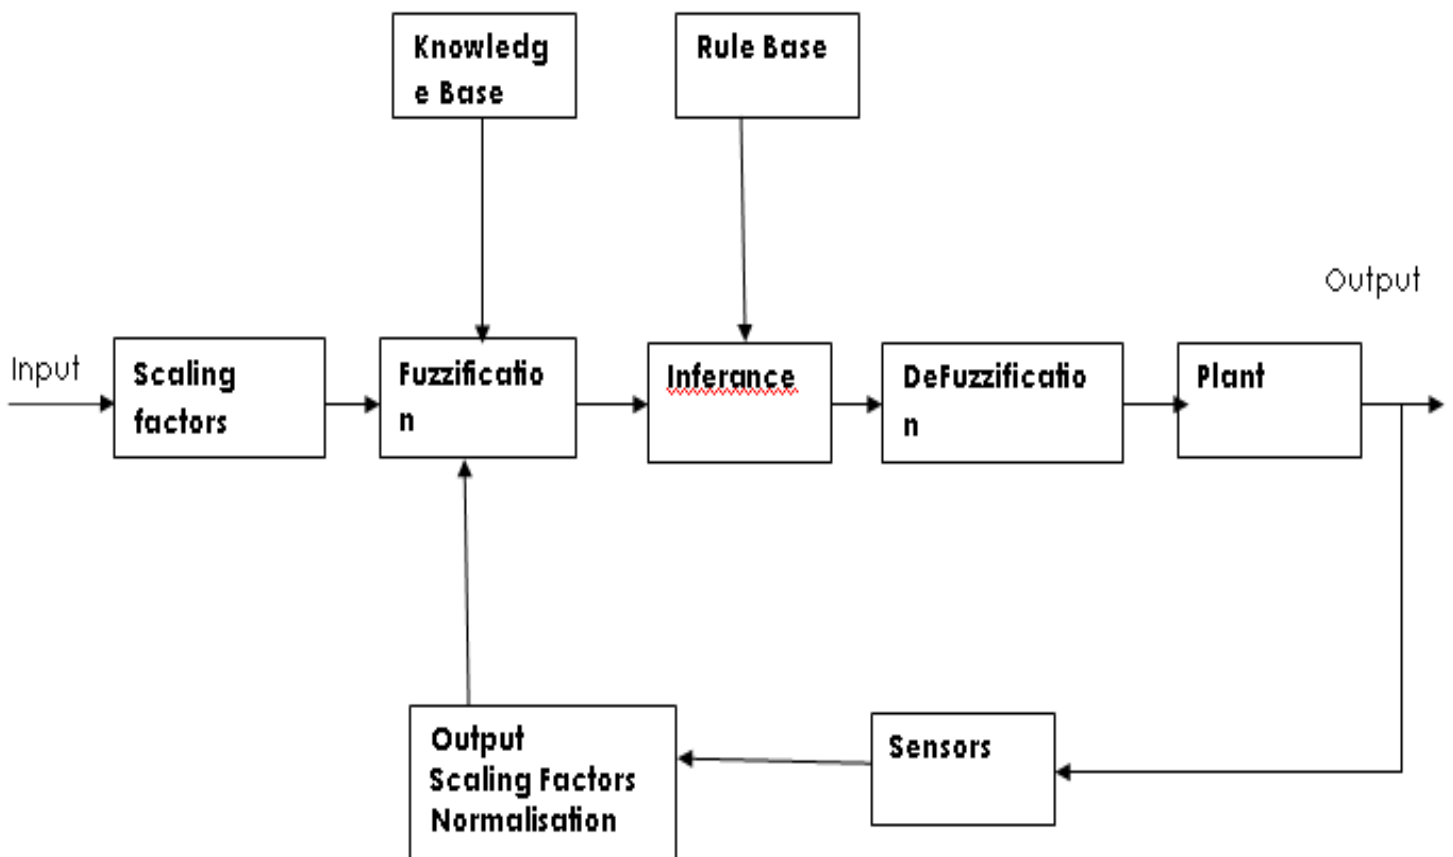 Knowledg
e Base
Rule Base
Output
Input
Scaling
factors
Fuzzificatio
n
Inferance
DeFuzzificatio
n
Plant
Output
Scaling Factors
Normalisation
Sensors